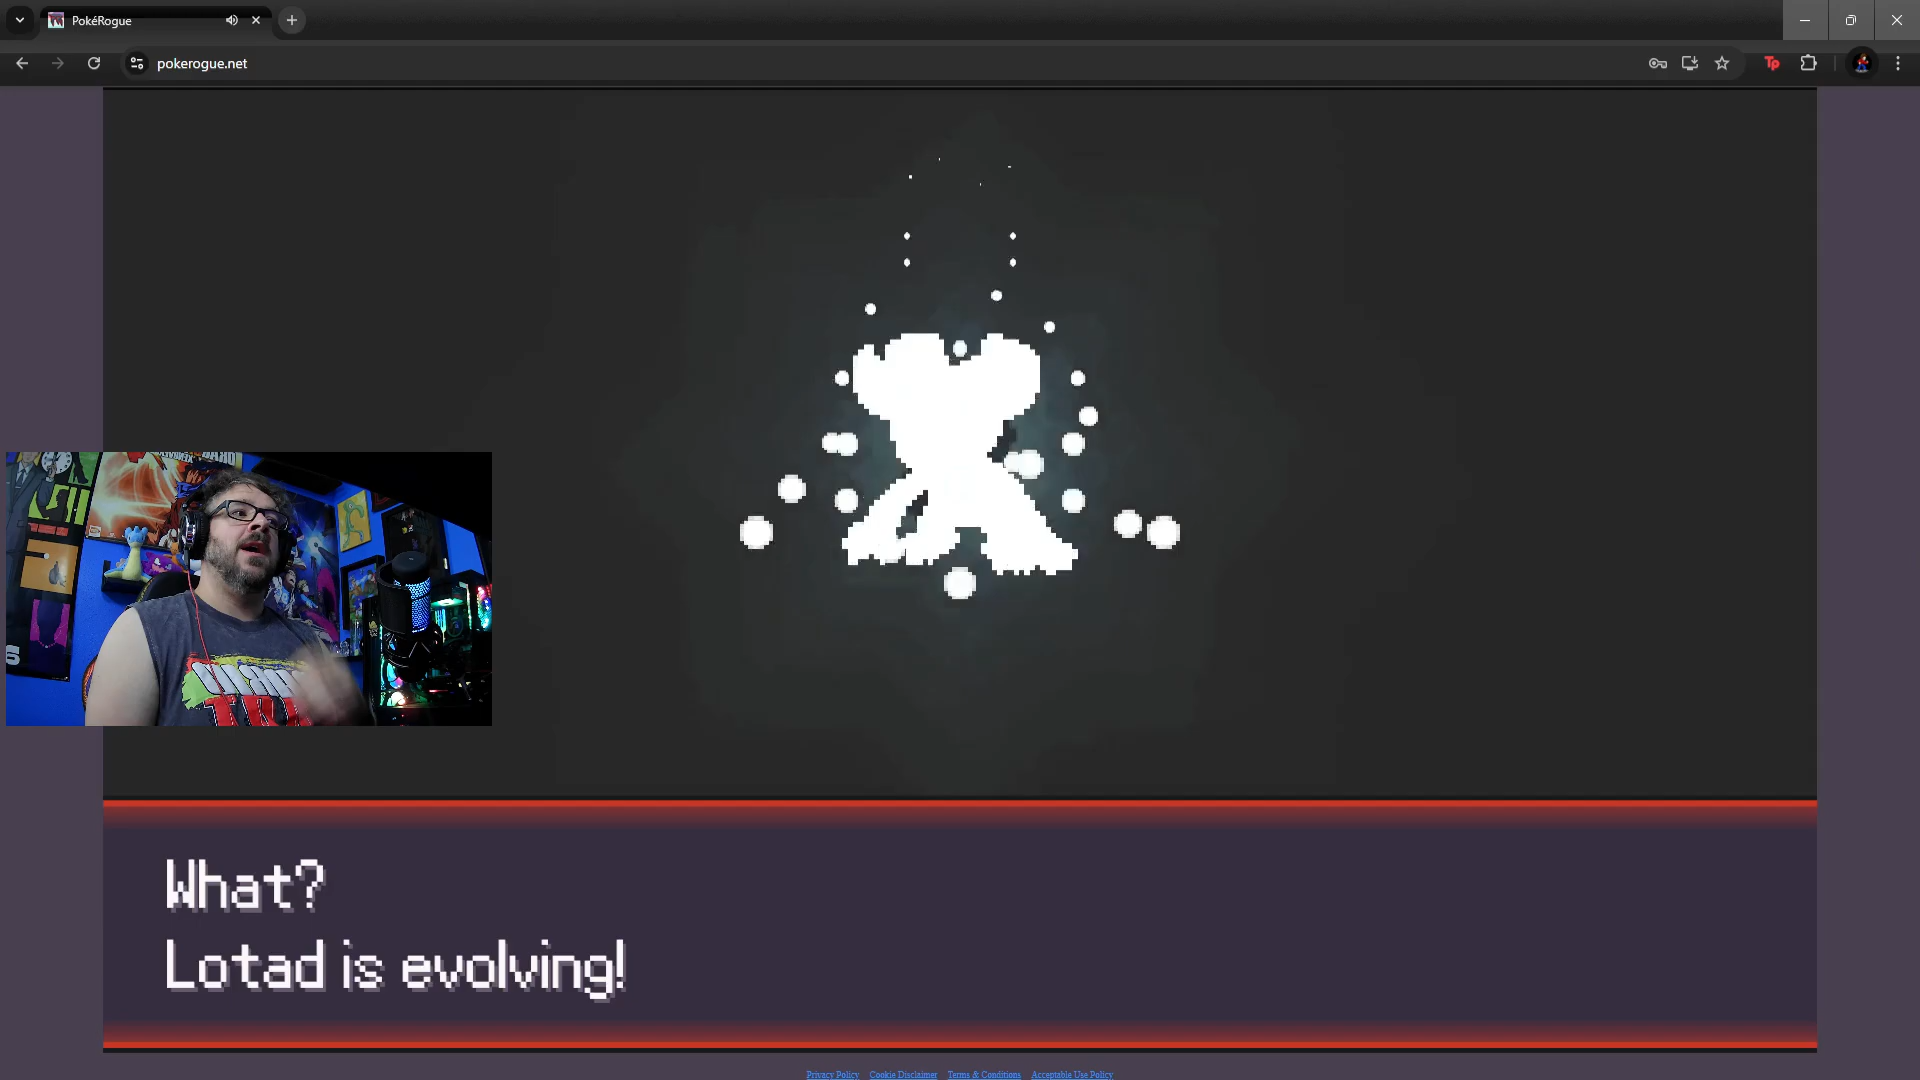 PokéRogue
pokerogue.net
What?
Lotad is evolving!
Privacy Policy Cookie Disclaimer Terms & Conditions Acceptable Use Policy